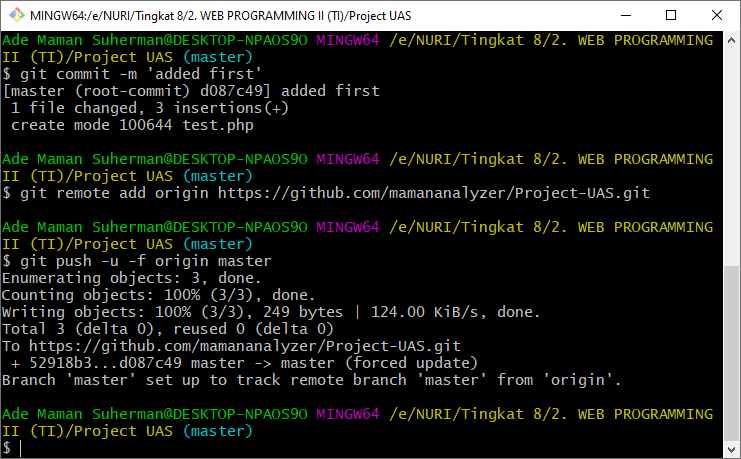 MINGW64:/e/NURI/Tingkat 8/2. WEB PROGRAMMING II (TI)/Project UAS
Ade Maman Suherman@DESKTOP-NPAOS9O MINGW64 /e/NURI/Tingkat 8/2. WEB PROGRAMMING
II (TI)/Project UAS (master)
$ git commit -m 'added first'
[master (root-commit) d087c49] added first
 1 file changed, 3 insertions(+)
 create mode 100644 test.php
Ade Maman Suherman@DESKTOP-NPAOS9O MINGW64 /e/NURI/Tingkat 8/2. WEB PROGRAMMING
II (TI)/Project UAS (master)
$ git remote add origin https://github.com/mamananalyzer/Project-UAS.git
Ade Maman Suherman@DESKTOP-NPAOS9O MINGW64 /e/NURI/Tingkat 8/2. WEB PROGRAMMING
II (TI)/Project UAS (master)
$ git push -u -f origin master
Enumerating objects: 3, done.
Counting objects: 100% (3/3), done.
Writing objects: 100% (3/3), 249 bytes | 124.00 KiB/s, done.
Total 3 (delta 0), reused 0 (delta 0)
To https://github.com/mamananalyzer/Project-UAS.git
 + 52918b3...d087c49 master -> master (forced update)
Branch 'master' set up to track remote branch 'master' from 'origin'.
Ade Maman Suherman@DESKTOP-NPAOS9O MINGW64 /e/NURI/Tingkat 8/2. WEB PROGRAMMING
II (TI)/Project UAS (master)
$